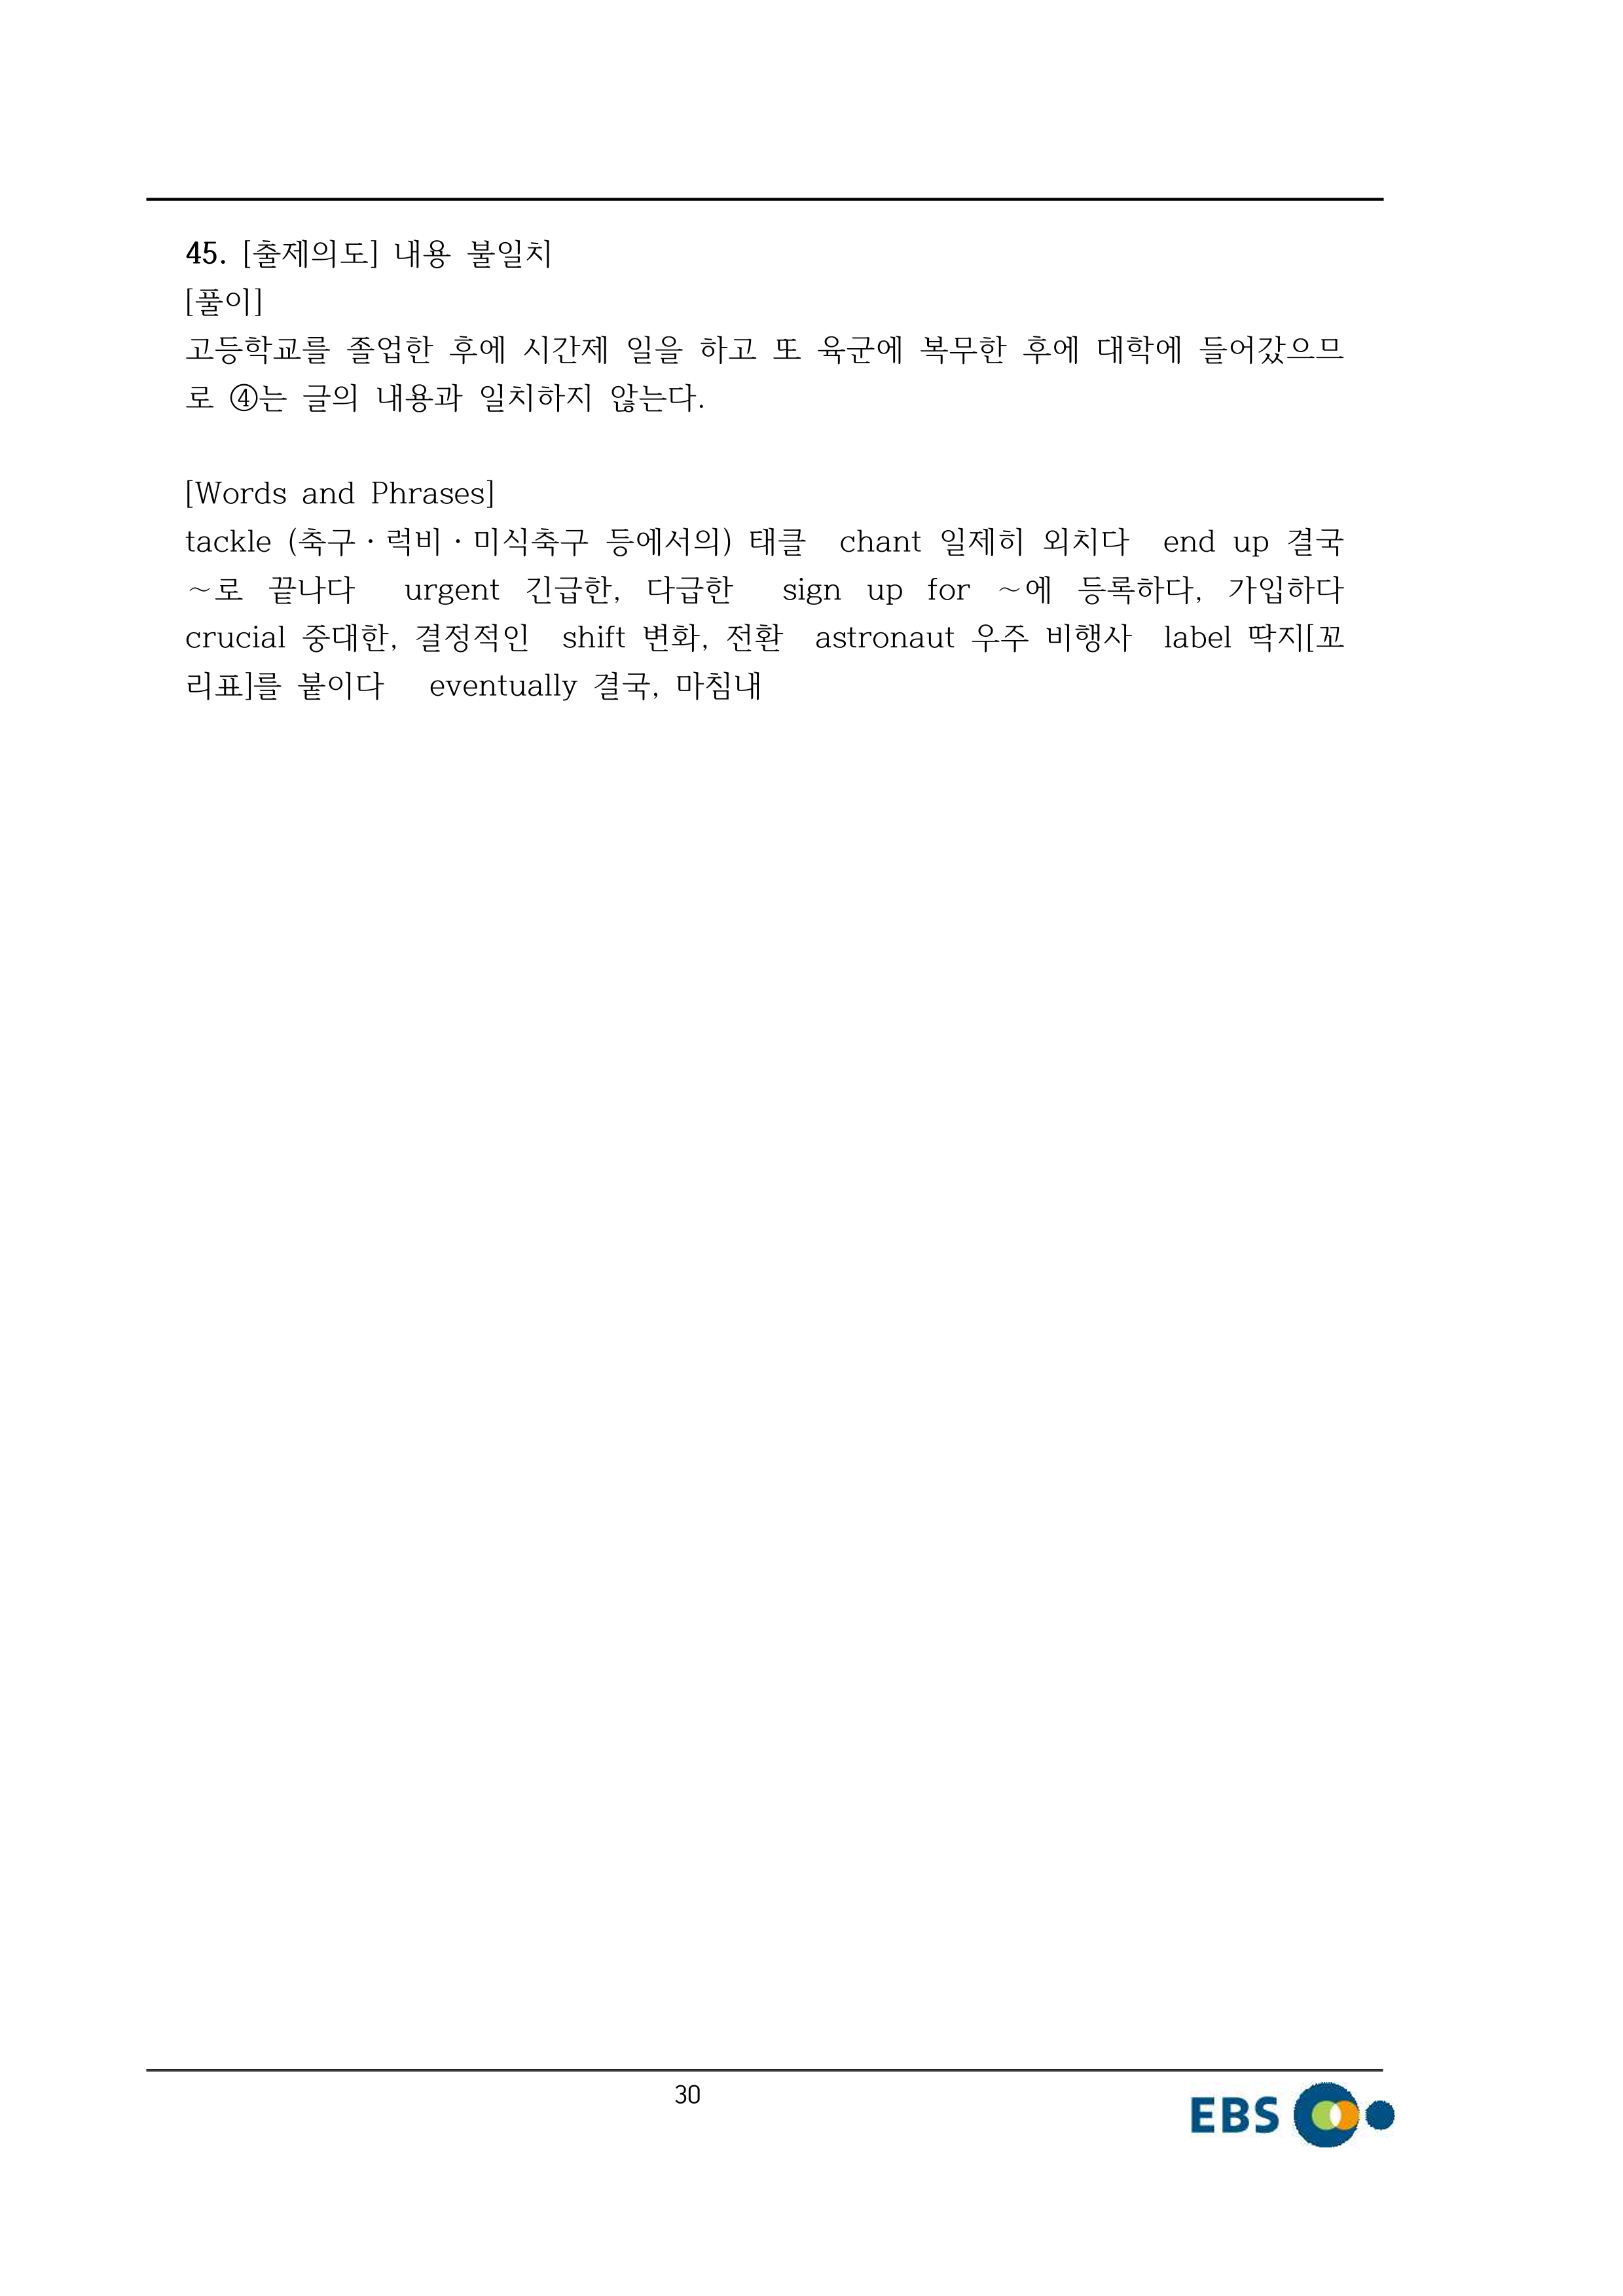 45. [출제의도] 내용 불일치
[풀이]
고등학교를 졸업한 후에 시간제 일을 하고 또 육군에 복무한 후에 대학에 들어갔으므
로 ④는 글의 내용과 일치하지 않는다.
[Words and Phrases]
tackle (축구 · 럭비 · 미식축구 등에서의) 태클 chant 일제히 외치다 end up 결국
~로 끝나다 urgent 긴급한, 다급한 sign up for ~에 등록하다, 가입하다
crucial 중대한, 결정적인 shift 변화, 전환 astronaut 우주 비행사 label 딱지[꼬
리표]를 붙이다 eventually 결국, 마침내
30
EBS